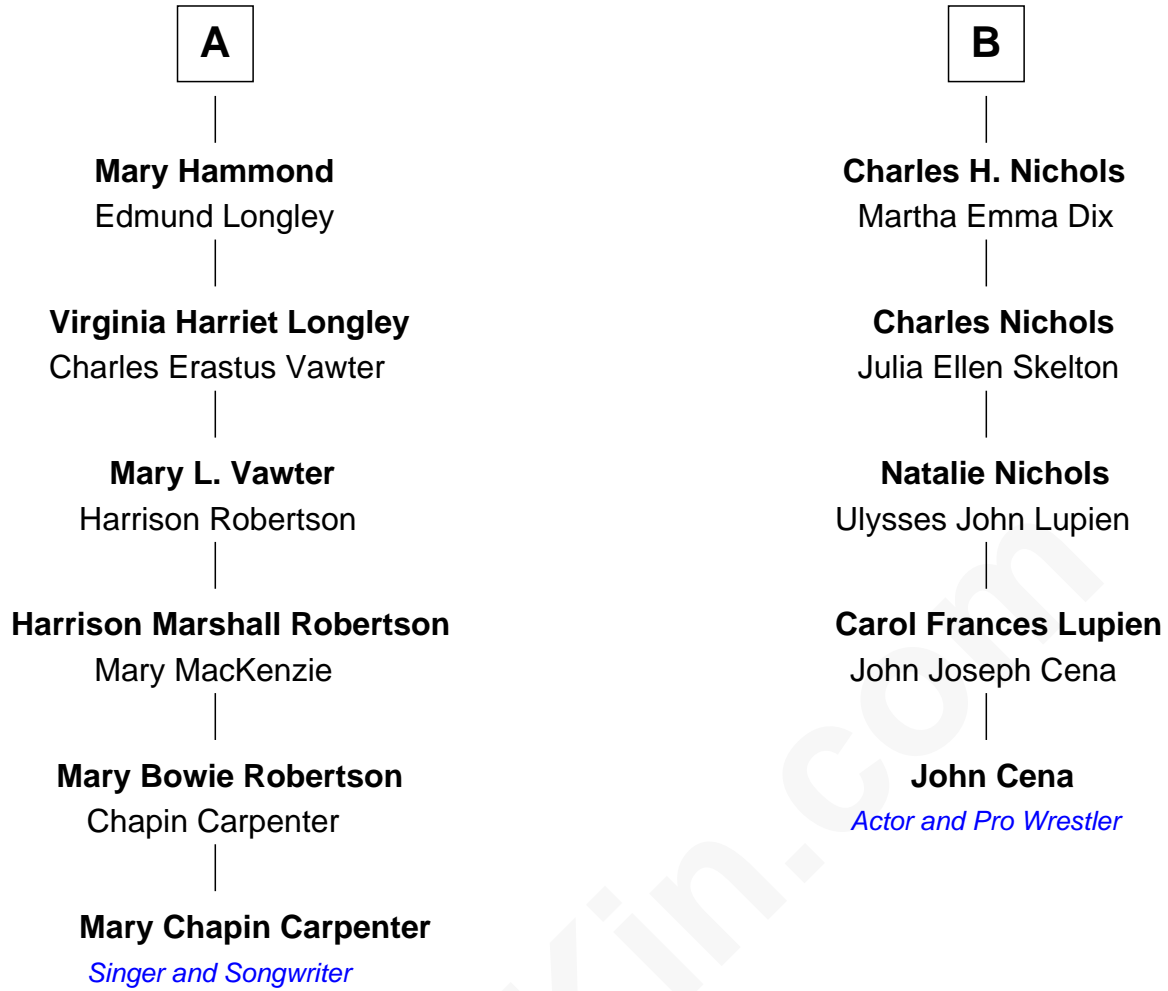 A
Mary Hammond
Edmund Longley
Virginia Harriet Longley
Charles Erastus Vawter
Mary L. Vawter
Harrison Robertson
Harrison Marshall Robertson
Mary MacKenzie
Mary Bowie Robertson
Chapin Carpenter
Mary Chapin Carpenter
Singer and Songwriter
B
Charles H. Nichols
Martha Emma Dix
Charles Nichols
Julia Ellen Skelton
Natalie Nichols
Ulysses John Lupien
Carol Frances Lupien
John Joseph Cena
John Cena
Actor and Pro Wrestler
kin.com